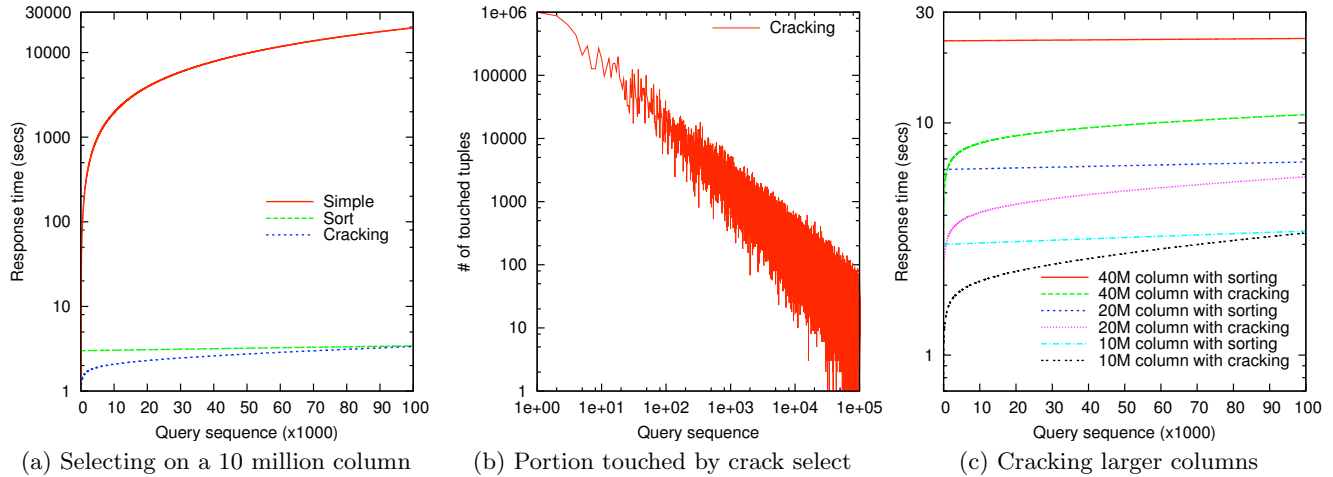 30000
10000
1000
100
10
1
Response time (secs)
Simple
Sort
Cracking
0 10 20 30 40 50 60 70 80 90 100
Query sequence (x1000)
(a) Selecting on a 10 million column
1e+06
100000
10000
1000
100
10
1
# of touched tuples
Cracking
1e+00 1e+01 1e+02 1e+03 1e+04 1e+05
Query sequence
(b) Portion touched by crack select
30
10
1
Response time (secs)
40M column with sorting
40M column with cracking
20M column with sorting
20M column with cracking
10M column with sorting
10M column with cracking
0 10 20 30 40 50 60 70 80 90 100
Query sequence (x1000)
(c) Cracking larger columns